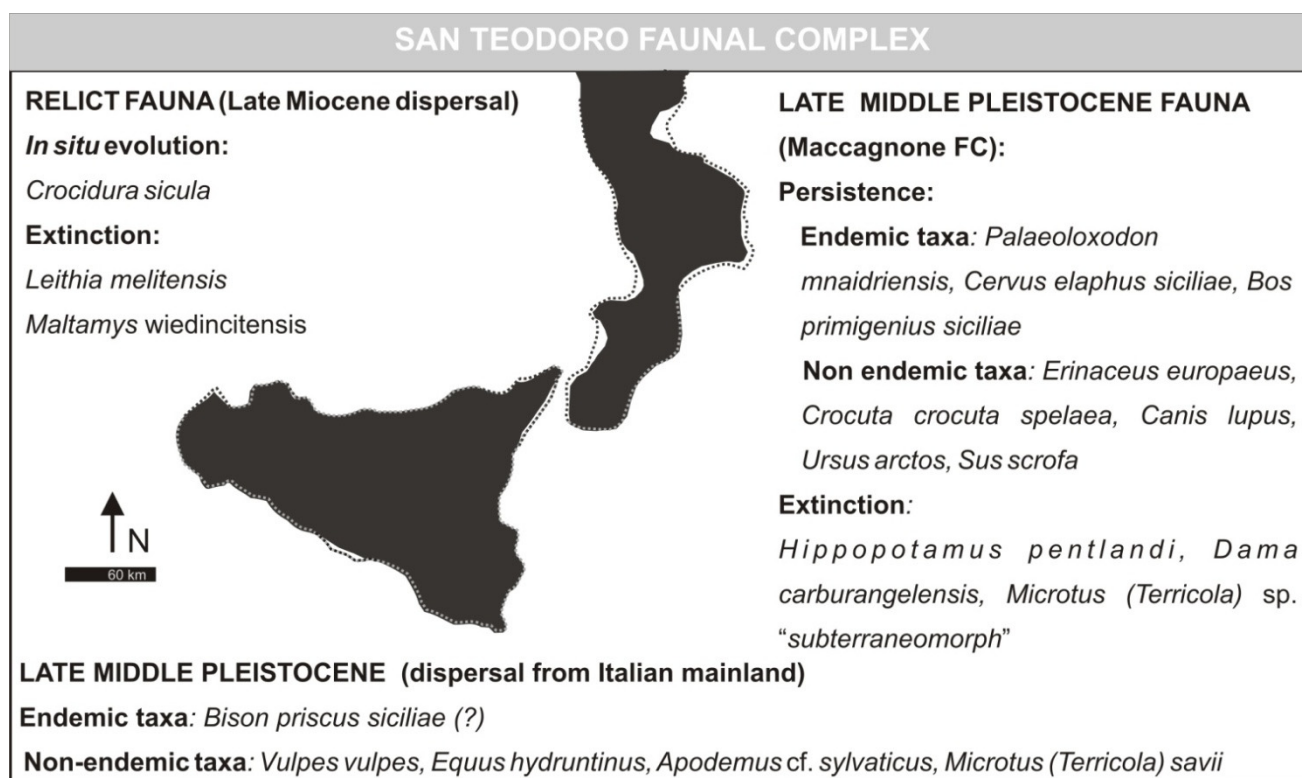 SAN TEODORO FAUNAL COMPLEX
RELICT FAUNA (Late Miocene dispersal)
In situ evolution:
Crocidura sicula
Extinction:
Leithia melitensis
Maltamys wiedincitensis
N
60 km
LATE MIDDLE PLEISTOCENE FAUNA
(Maccagnone FC):
Persistence:
Endemic taxa: Palaeoloxodon
mnaidriensis, Cervus elaphus siciliae, Bos
primigenius siciliae
Non endemic taxa: Erinaceus europaeus,
Crocuta crocuta spelaea, Canis lupus,
Ursus arctos, Sus scrofa
Extinction:
Hippopotamus pentlandi, Dama
carburangelensis, Microtus (Terricola) sp.
“subterraneomorph”
LATE MIDDLE PLEISTOCENE (dispersal from Italian mainland)
Endemic taxa: Bison priscus siciliae (?)
Non-endemic taxa: Vulpes vulpes, Equus hydruntinus, Apodemus cf. sylvaticus, Microtus (Terricola) savii